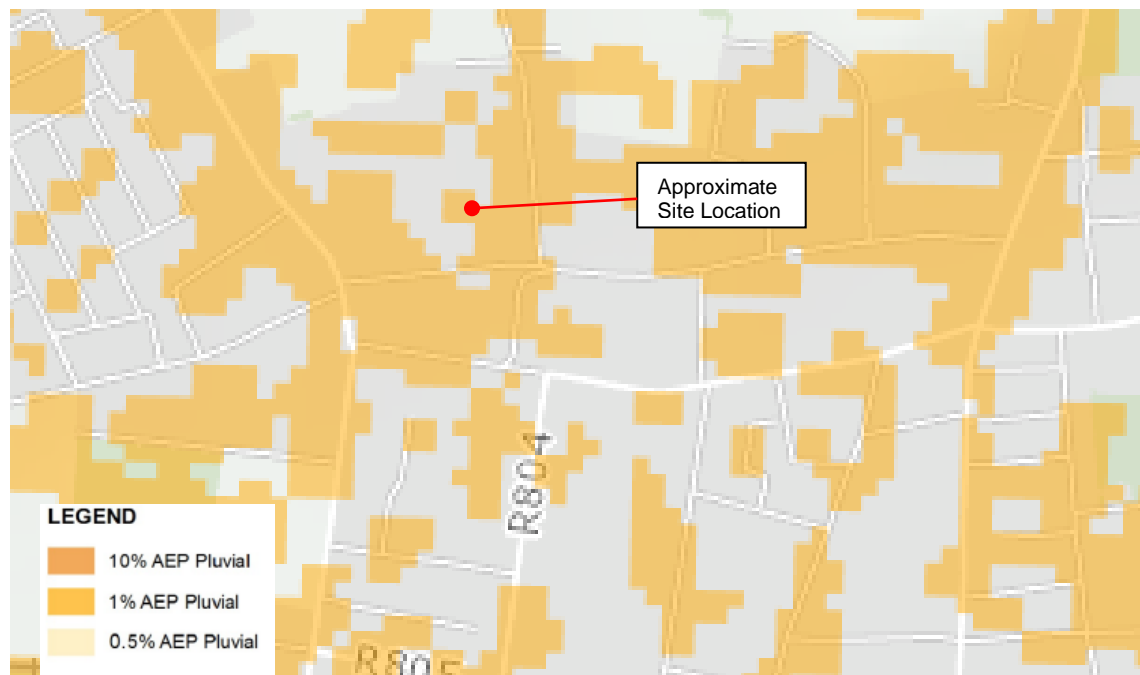 Approximate
Site Location
R804
LEGEND
10% AEP Pluvial
1% AEP Pluvial
0.5% AEP Pluvial